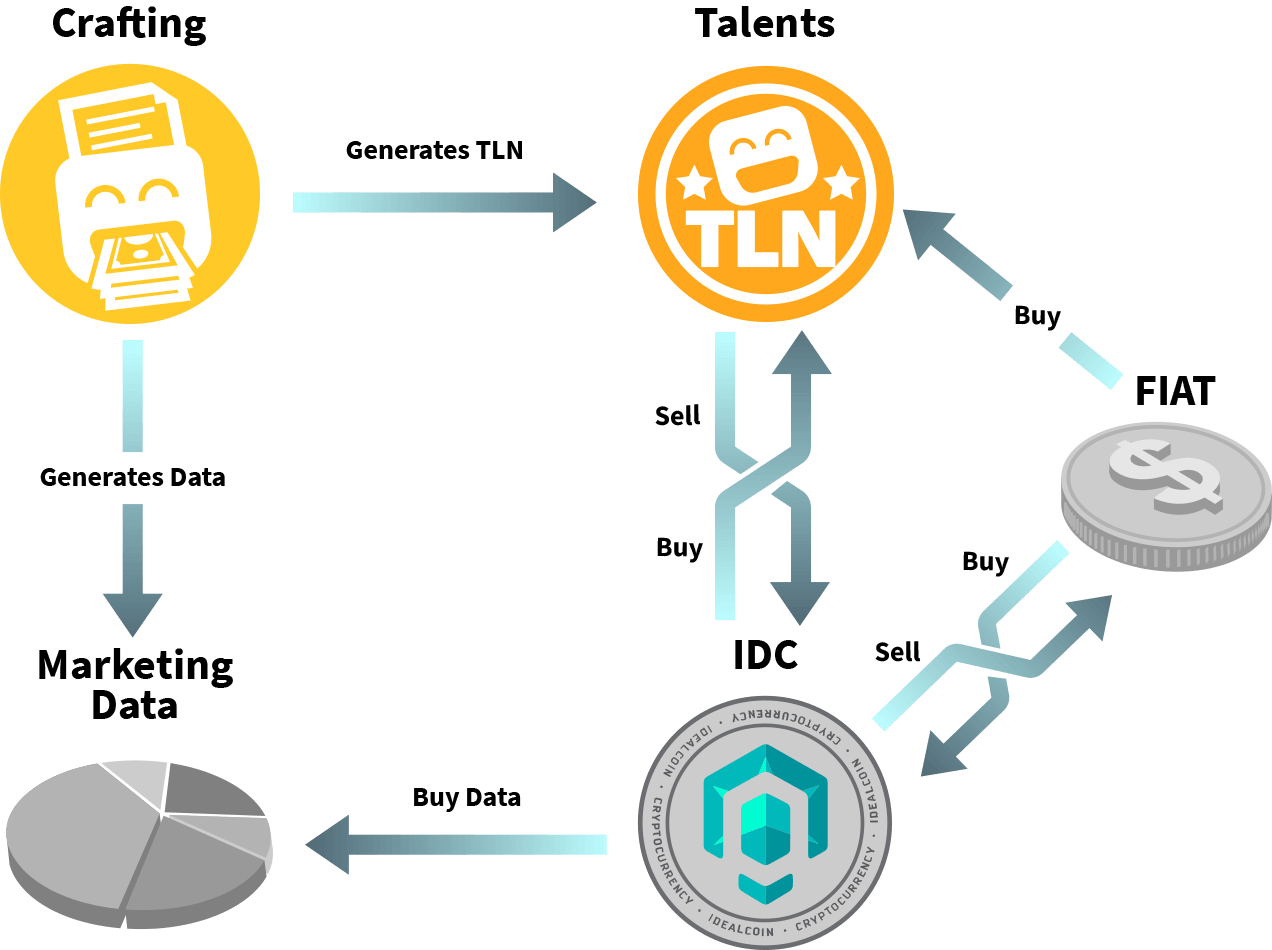 Crafting
Talents
Generates TLN
TLN
Buy
FIAT
$
Sell
Generates Data
Buy
Buy
Sell
IDC
Marketing
Data
Buy Data
IDEALCOIN · CRYPTOCURRENCY · IDEALCOIN · CRYPTOCURRENCY · IDEALCOIN · CRYPTOCURRENCY ·